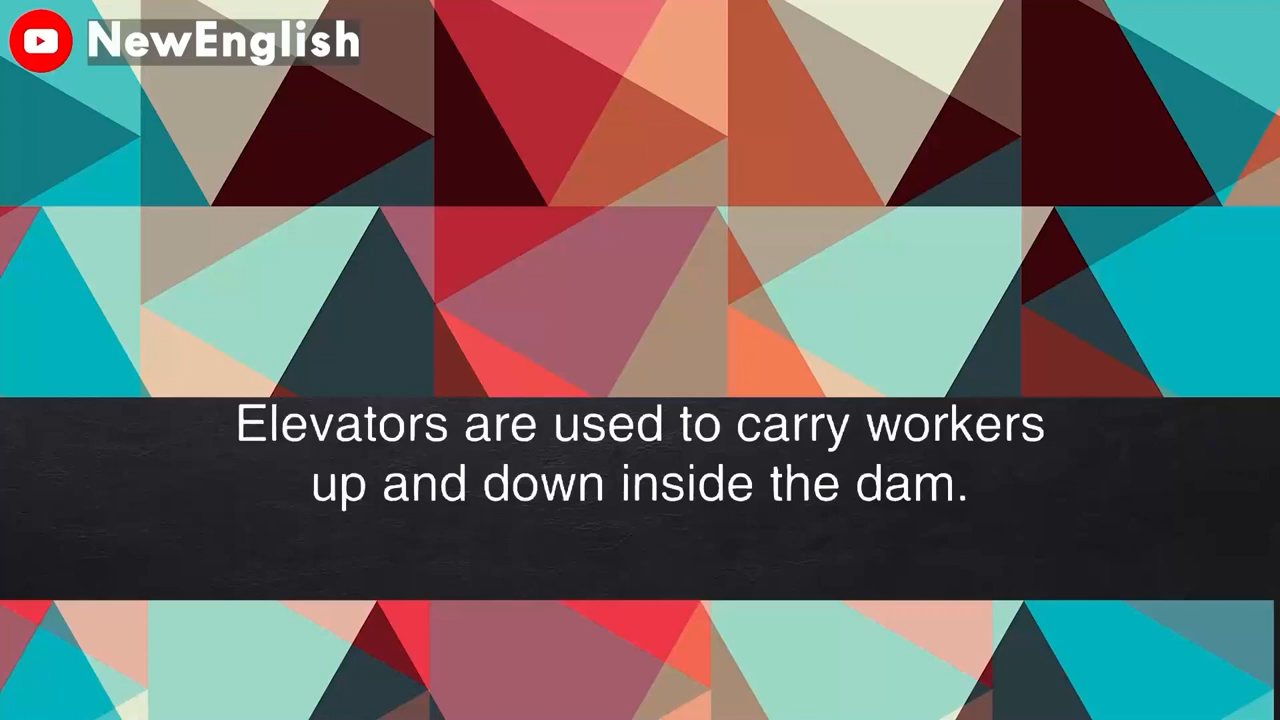 NewEnglish
Elevators are used to carry workers
up and down inside the dam.